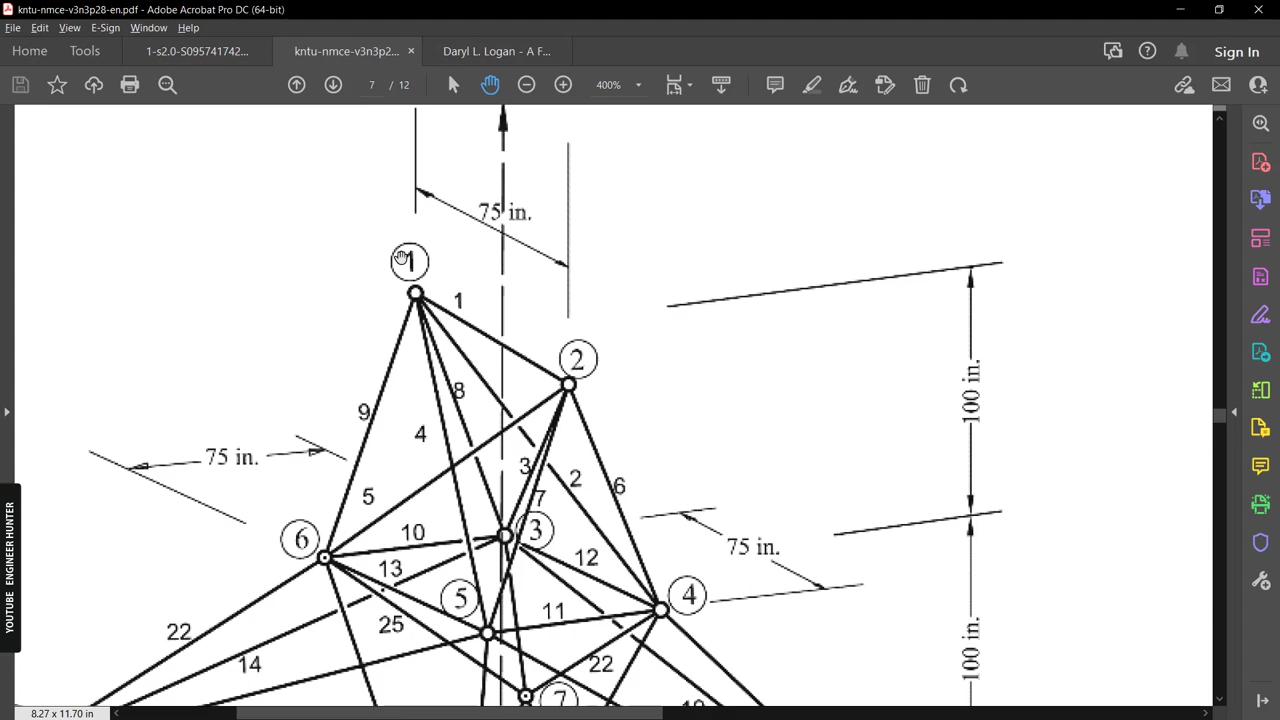 kntu-nmce-v3n3p28-en.pdf - Adobe Acrobat Pro DC (64-bit)
File Edit View E-Sign Window Help
Home Tools 1-s2.0-S095741742... kntu-nmce-v3n3p2... × Daryl L. Logan - A F... Sign In
7 / 12 400%
75 in.
1
1
2
9 8
4
75 in. 3 2
5 7 6
100 in.
6 10 3
75 in.
13 12
5 4
11
25
22 22
14 100 in.
7
YOUTUBE ENGINEER HUNTER
8.27 x 11.70 in